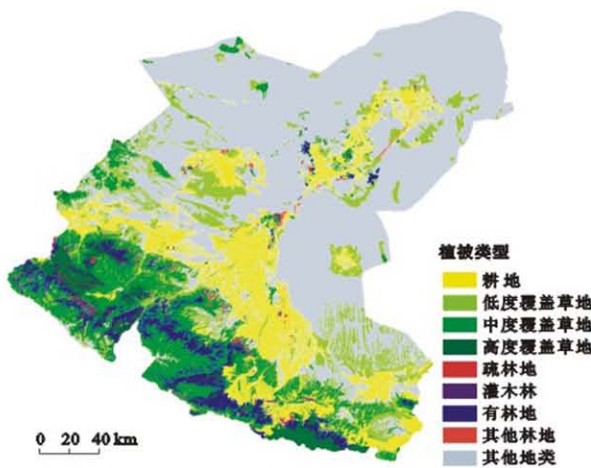 植被类型
耕地
低度覆盖草地
中度覆盖草地
高度覆盖草地
疏林地
灌木林
有林地
其他林地
其他地类
0 20 40 km